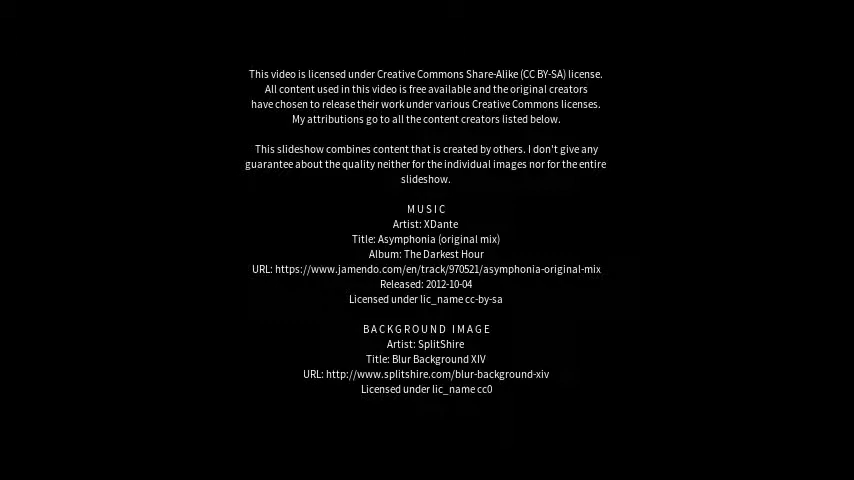 This video is licensed under Creative Commons Share-Alike (CC BY-SA) license.
All content used in this video is free available and the original creators
have chosen to release their work under various Creative Commons licenses.
My attributions go to all the content creators listed below.
This slideshow combines content that is created by others. I don't give any
guarantee about the quality neither for the individual images nor for the entire
slideshow.
MUSIC
Artist: XDante
Title: Asymphonia (original mix)
Album: The Darkest Hour
URL: https://www.jamendo.com/en/track/970521/asymphonia-original-mix
Released: 2012-10-04
Licensed under lic_name cc-by-sa
BACKGROUND IMAGE
Artist: SplitShire
Title: Blur Background XIV
URL: http://www.splitshire.com/blur-background-xiv
Licensed under lic_name cc0